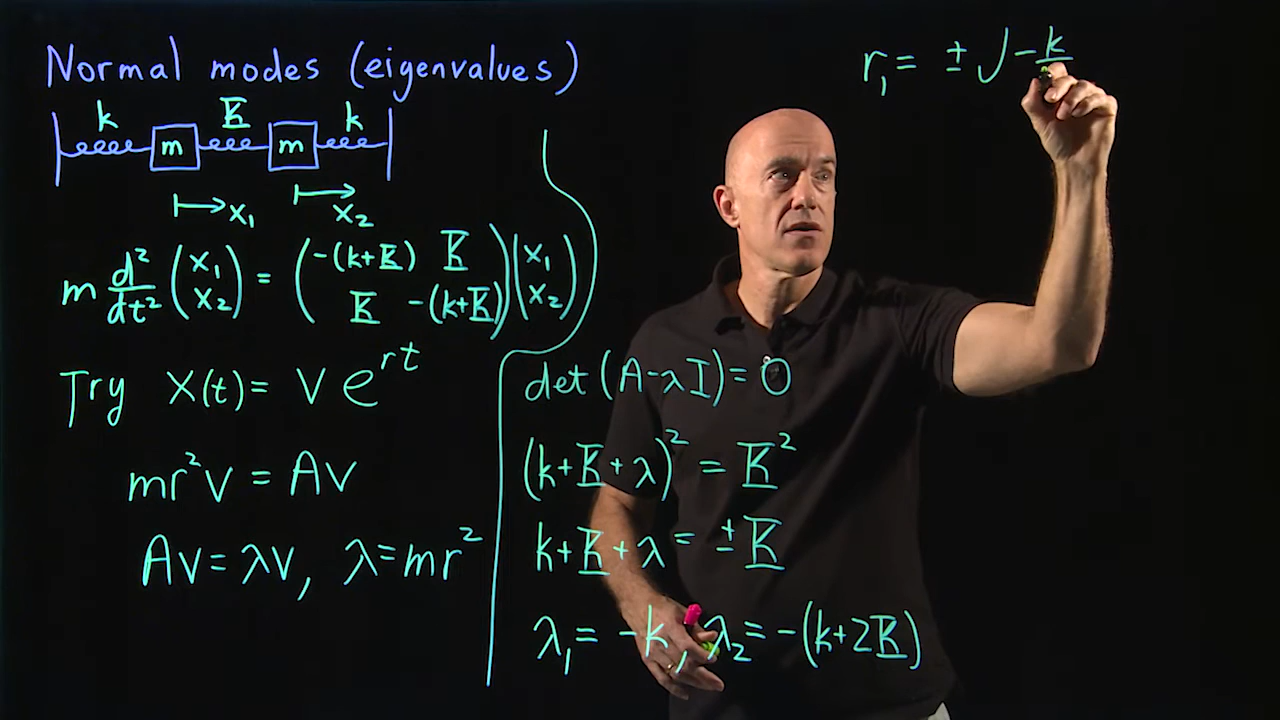 Normal modes (eigenvalues)
k K k
m m
x₁ x₂
m d²/dt² (x₁ x₂) = (-(k+K) K K -(k+K)) (x₁ x₂)
Try X(t) = V e^{rt}
mr²v = Av
Av = λv, λ = mr²
det (A-λI) = 0
(k+K+λ)² = K²
k+K+λ = ±K
λ₁ = -k, λ₂ = -(k+2K)
r₁ = ± √ -k